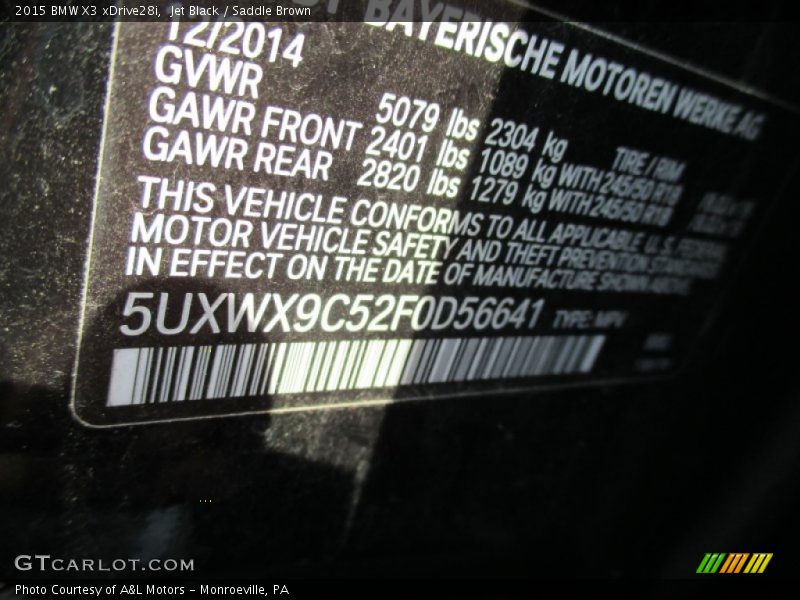 2015 BMW X3 xDrive28i, Jet Black / Saddle Brown
BAYERISCHE MOTOREN WERKE AG
12/2014
GVWR 5079 lbs 2304 kg TIRE / RIM
GAWR FRONT 2401 lbs 1089 kg WITH 245/50 R18
GAWR REAR 2820 lbs 1279 kg WITH 245/50 R18
THIS VEHICLE CONFORMS TO ALL APPLICABLE U.S. FEDERAL
MOTOR VEHICLE SAFETY AND THEFT PREVENTION STANDARDS
IN EFFECT ON THE DATE OF MANUFACTURE SHOWN ABOVE
5UXWX9C52F0D56641 TYPE: MPV
GTCARLOT.COM
Photo Courtesy of A&L Motors – Monroeville, PA